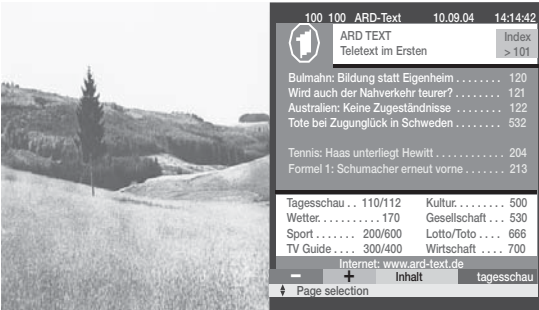 100 100 ARD-Text 10.09.04 14:14:42
1
ARD TEXT
Teletext im Ersten
Index
> 101
Bulmahn: Bildung statt Eigenheim . . . . . . . . 120
Wird auch der Nahverkehr teurer? . . . . . . . . 121
Australien: Keine Zugeständnisse . . . . . . . . 122
Tote bei Zugunglück in Schweden . . . . . . . . 532
Tennis: Haas unterliegt Hewitt . . . . . . . . . . . . 204
Formel 1: Schumacher erneut vorne . . . . . . . 213
Tagesschau . . 110/112 Kultur. . . . . . . . . 500
Wetter. . . . . . . . . . . 170 Gesellschaft . . . 530
Sport . . . . . . . 200/600 Lotto/Toto . . . . 666
TV Guide . . . . 300/400 Wirtschaft . . . . 700
Internet: www.ard-text.de
− + Inhalt tagesschau
Page selection